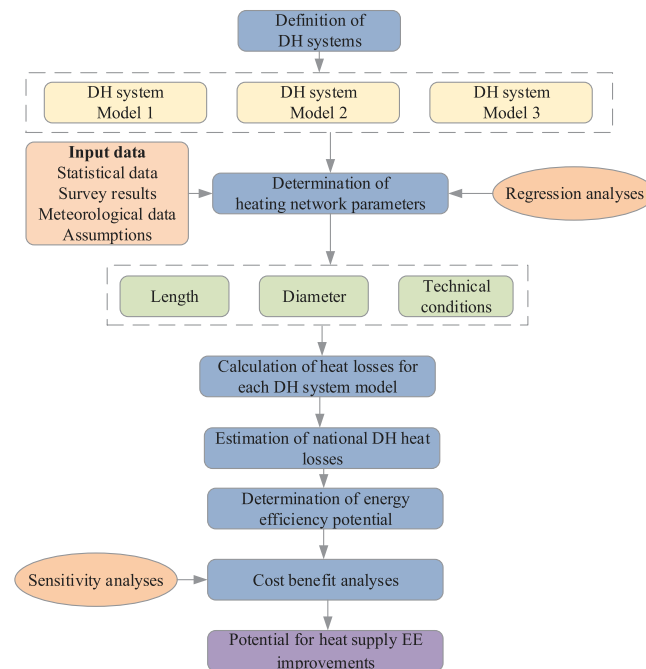 Definition of
DH systems
DH system
Model 1
DH system
Model 2
DH system
Model 3
Input data
Statistical data
Survey results
Meteorological data
Assumptions
Determination of
heating network parameters
Regression analyses
Length
Diameter
Technical
conditions
Calculation of heat losses for
each DH system model
Estimation of national DH heat
losses
Determination of energy
efficiency potential
Sensitivity analyses
Cost benefit analyses
Potential for heat supply EE
improvements